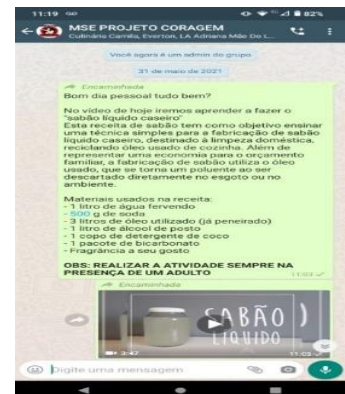 11:19
82%
MSE PROJETO CORAGEM
Culinária Camila, Everton, LA Adriana Mãe Do L...
Você agora é um admin do grupo
31 de maio de 2021
Encaminhada
Bom dia pessoal tudo bem?
No vídeo de hoje iremos aprender a fazer o
"sabão líquido caseiro"
Esta receita de sabão tem como objetivo ensinar
uma técnica simples para a fabricação de sabão
líquido caseiro, destinado à limpeza doméstica,
reciclando óleo usado de cozinha. Além de
representar uma economia para o orçamento
familiar, a fabricação de sabão utiliza o óleo
usado, que se torna um poluente ao ser
descartado diretamente no esgoto ou no
ambiente.
Materiais usados na receita:
- 1 litro de água fervendo
- 500 g de soda
- 3 litros de óleo utilizado (já peneirado)
- 1 litro de álcool de posto
- 1 copo de detergente de coco
- 1 pacote de bicarbonato
- Fragrância a seu gosto
OBS: REALIZAR A ATIVIDADE SEMPRE NA
PRESENÇA DE UM ADULTO
11:03
Encaminhada
SABÃO
LÍQUIDO
3:47
11:03
Digite uma mensagem